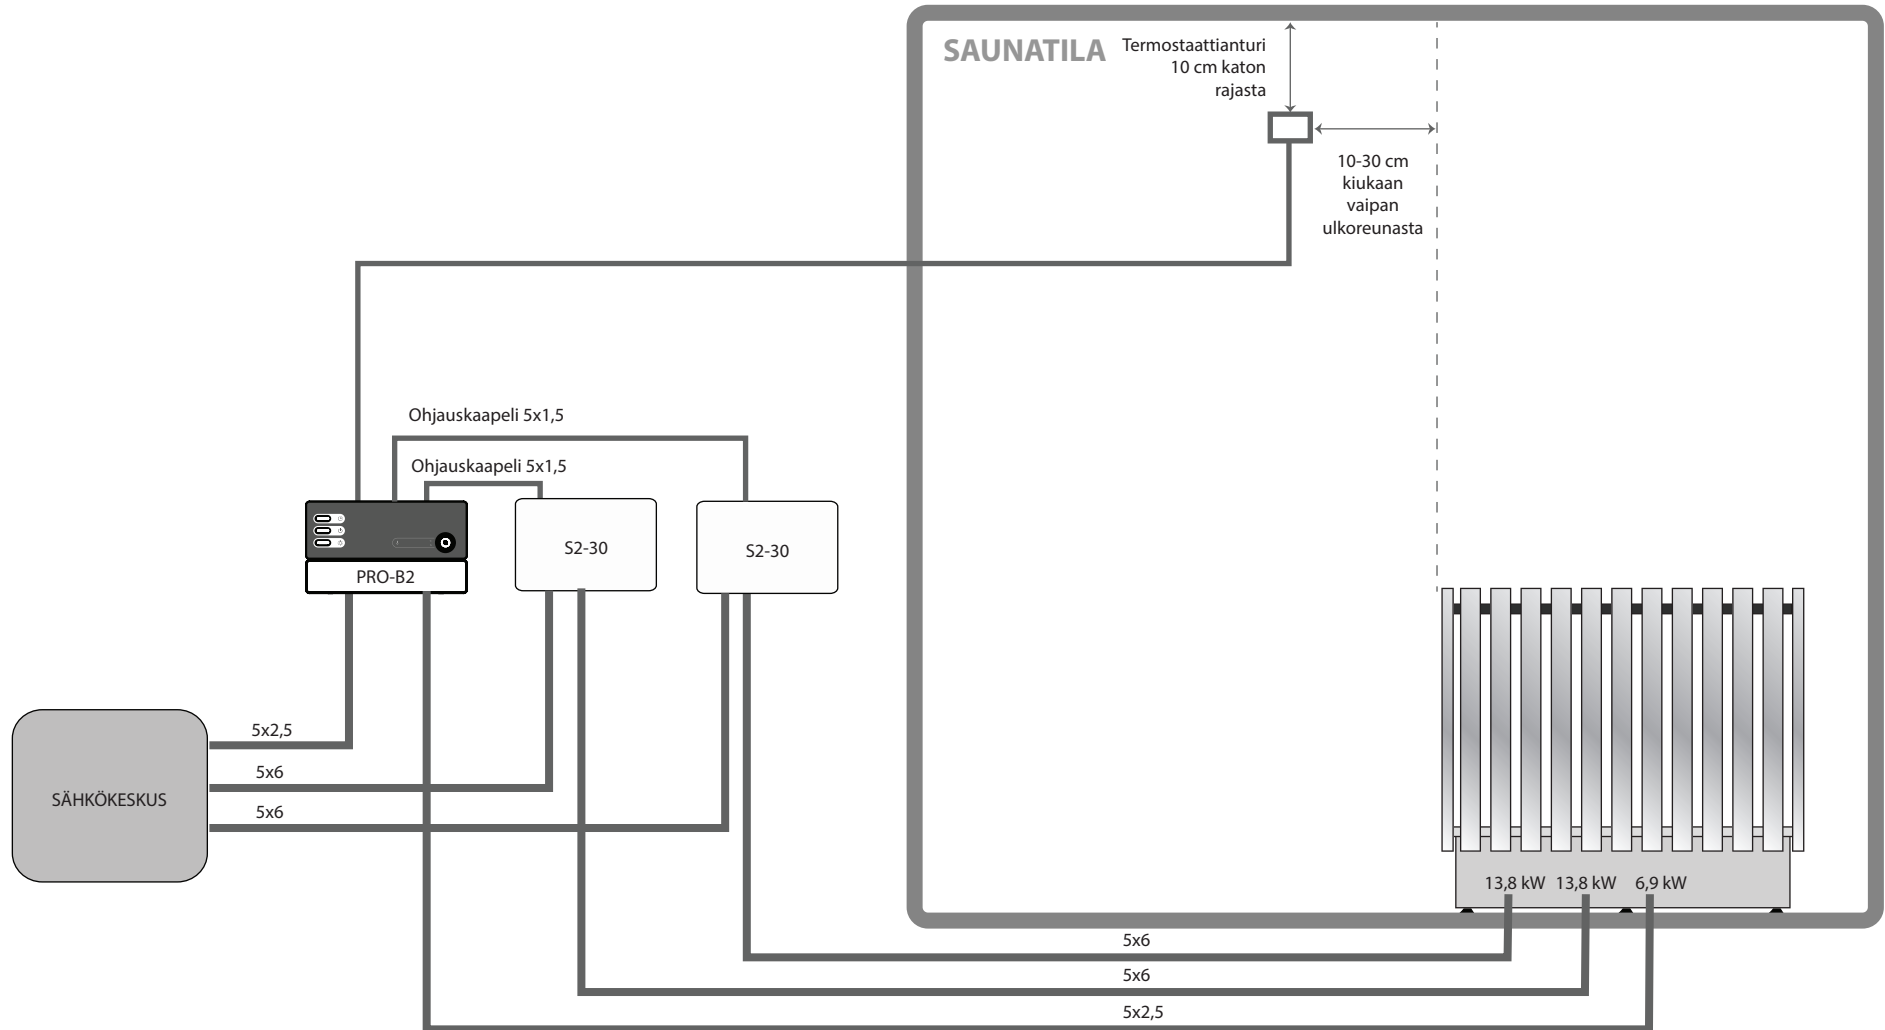 SAUNATILA
Termostaattianturi
10 cm katon
rajasta
10-30 cm
kiukaan
vaipan
ulkoreunasta
Ohjauskaapeli 5x1,5
Ohjauskaapeli 5x1,5
PRO-B2
S2-30
S2-30
SÄHKÖKESKUS
5x2,5
5x6
5x6
13,8 kW
13,8 kW
6,9 kW
5x6
5x6
5x2,5